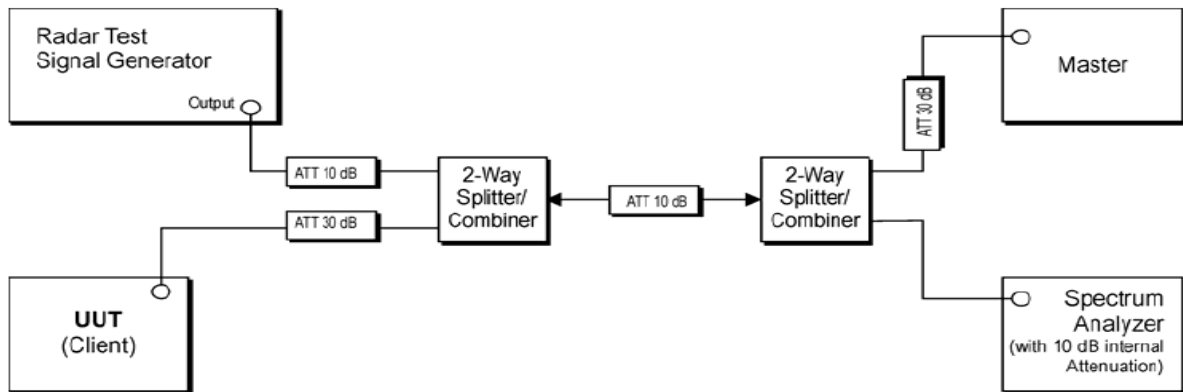 Radar Test
Signal Generator
Output
ATT 10 dB
ATT 30 dB
UUT
(Client)
2-Way
Splitter/
Combiner
ATT 10 dB
2-Way
Splitter/
Combiner
ATT 30 dB
Master
Spectrum
Analyzer
(with 10 dB internal
Attenuation)